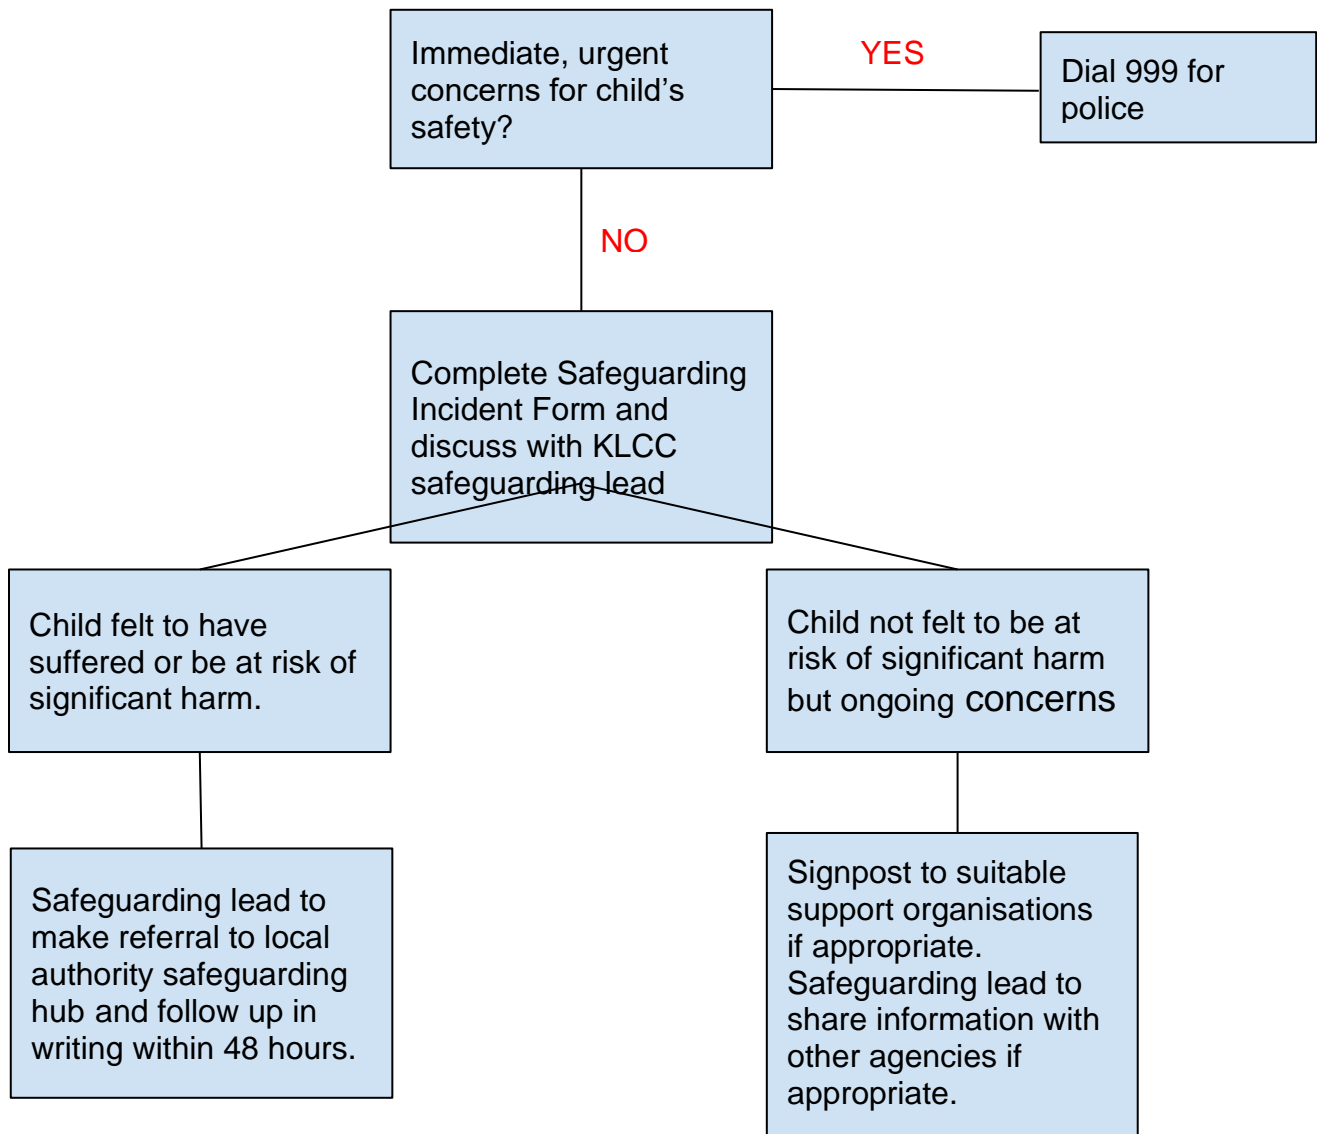 Immediate, urgent
concerns for child’s
safety?
YES
Dial 999 for
police
NO
Complete Safeguarding
Incident Form and
discuss with KLCC
safeguarding lead
Child felt to have
suffered or be at risk of
significant harm.
Child not felt to be at
risk of significant harm
but ongoing concerns
Safeguarding lead to
make referral to local
authority safeguarding
hub and follow up in
writing within 48 hours.
Signpost to suitable
support organisations
if appropriate.
Safeguarding lead to
share information with
other agencies if
appropriate.